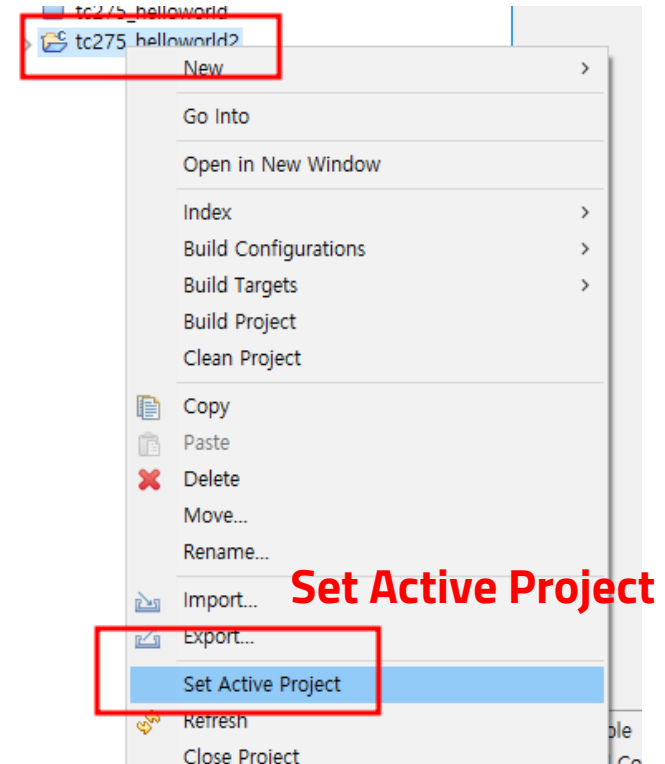 tc275_helloworld
tc275_helloworld2
New
Go Into
Open in New Window
Index
Build Configurations
Build Targets
Build Project
Clean Project
Copy
Paste
Delete
Move...
Rename...
Set Active Project
Import...
Export...
Set Active Project
Refresh
Close Project